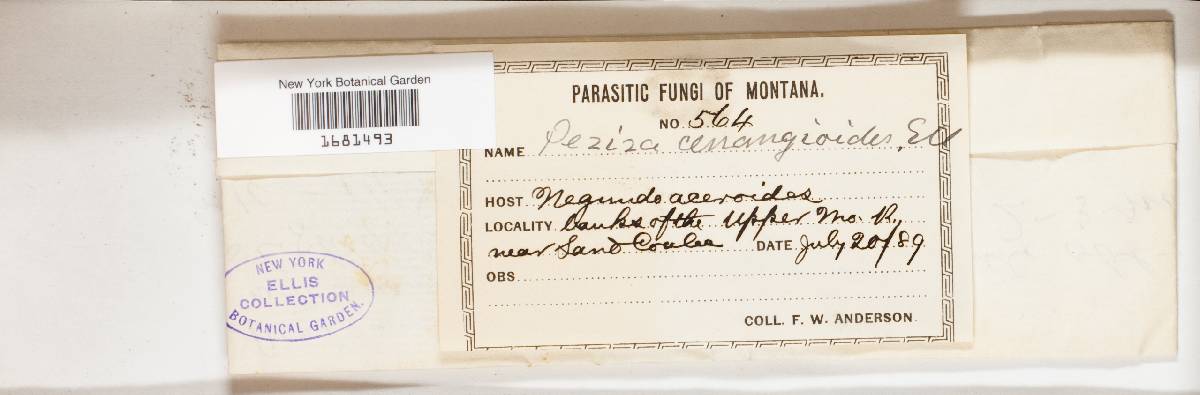 New York Botanical Garden
1681493
PARASITIC FUNGI OF MONTANA.
NO. 564
NAME Peziza cenangioides, Ell
HOST Negundo aceroides
LOCALITY banks of the Upper Mo. R.,
near Sand Coulee DATE July 20/89
OBS
COLL. F. W. ANDERSON.
NEW YORK
ELLIS
COLLECTION
BOTANICAL GARDEN.